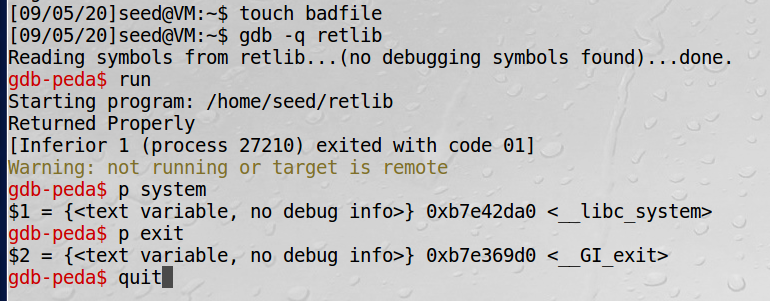 [09/05/20]seed@VM:~$ touch badfile
[09/05/20]seed@VM:~$ gdb -q retlib
Reading symbols from retlib...(no debugging symbols found)...done.
gdb-peda$ run
Starting program: /home/seed/retlib
Returned Properly
[Inferior 1 (process 27210) exited with code 01]
Warning: not running or target is remote
gdb-peda$ p system
$1 = {<text variable, no debug info>} 0xb7e42da0 <__libc_system>
gdb-peda$ p exit
$2 = {<text variable, no debug info>} 0xb7e369d0 <__GI_exit>
gdb-peda$ quit